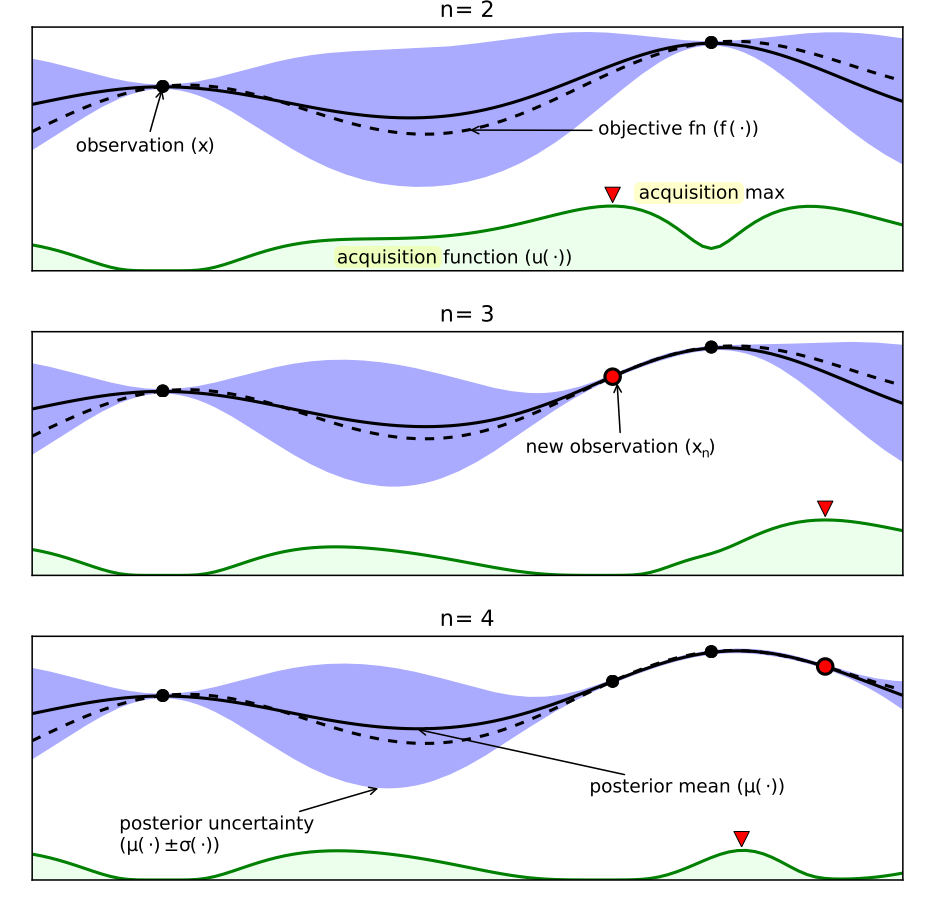 n= 2
observation (x)
objective fn (f(·))
acquisition max
acquisition function (u(·))
n= 3
new observation (xₙ)
n= 4
posterior mean (μ(·))
posterior uncertainty
(μ(·)±σ(·))